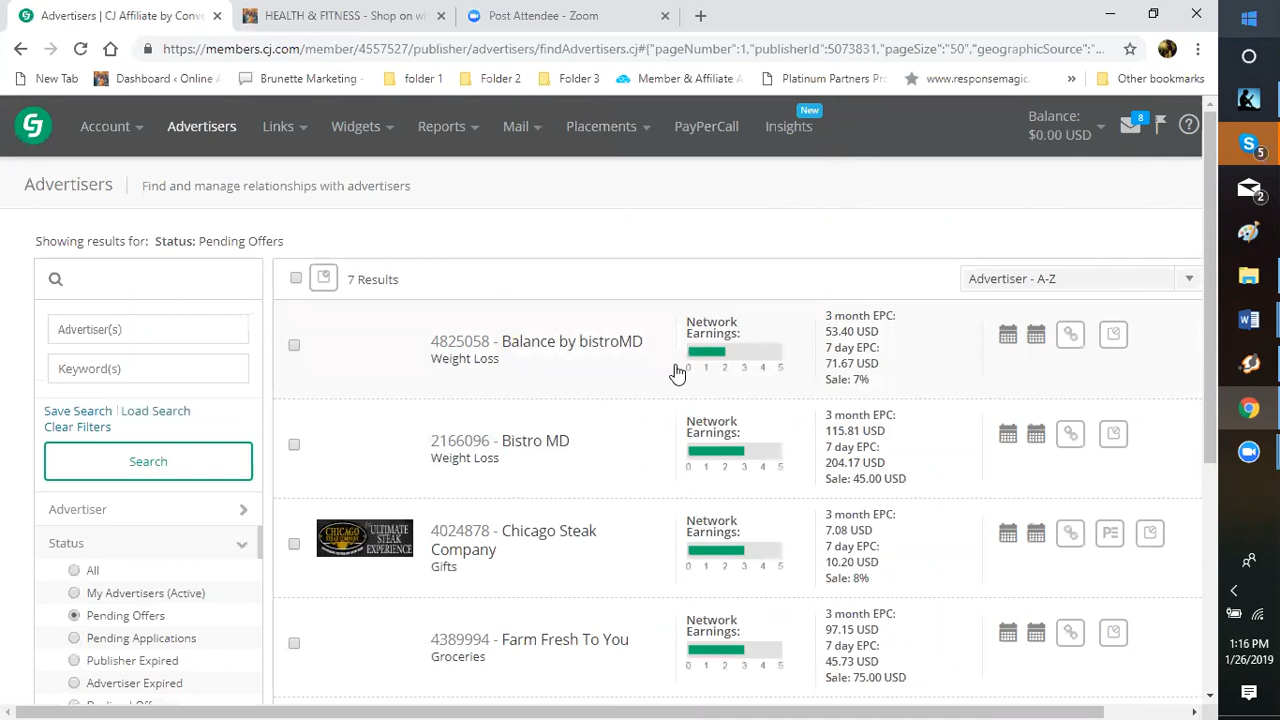 Advertisers | CJ Affiliate by Conve
HEALTH & FITNESS - Shop on wi
Post Attendee - Zoom
https://members.cj.com/member/4557527/publisher/advertisers/findAdvertisers.cj#{"pageNumber":1,"publisherId":5073831,"pageSize":"50","geographicSource":"...
New Tab
Dashboard ‹ Online A
Brunette Marketing -
folder 1
Folder 2
Folder 3
Member & Affiliate A
Platinum Partners Pro
www.responsemagic.
»
Other bookmarks
New
Account
Advertisers
Links
Widgets
Reports
Mail
Placements
PayPerCall
Insights
Balance:
$0.00 USD
8
Advertisers
Find and manage relationships with advertisers
Showing results for: Status: Pending Offers
7 Results
Advertiser - A-Z
Advertiser(s)
Keyword(s)
Save Search | Load Search
Clear Filters
Search
Advertiser
Status
All
My Advertisers (Active)
Pending Offers
Pending Applications
Publisher Expired
Advertiser Expired
4825058 - Balance by bistroMD
Weight Loss
Network
Earnings:
0 1 2 3 4 5
3 month EPC:
53.40 USD
7 day EPC:
71.67 USD
Sale: 7%
2166096 - Bistro MD
Weight Loss
Network
Earnings:
0 1 2 3 4 5
3 month EPC:
115.81 USD
7 day EPC:
204.17 USD
Sale: 45.00 USD
CHICAGO
STEAK
COMPANY
THE ULTIMATE
STEAK
EXPERIENCE
4024878 - Chicago Steak
Company
Gifts
Network
Earnings:
0 1 2 3 4 5
3 month EPC:
7.08 USD
7 day EPC:
10.20 USD
Sale: 8%
PE
4389994 - Farm Fresh To You
Groceries
Network
Earnings:
0 1 2 3 4 5
3 month EPC:
97.15 USD
7 day EPC:
45.73 USD
Sale: 75.00 USD
5
2
1:16 PM
1/26/2019